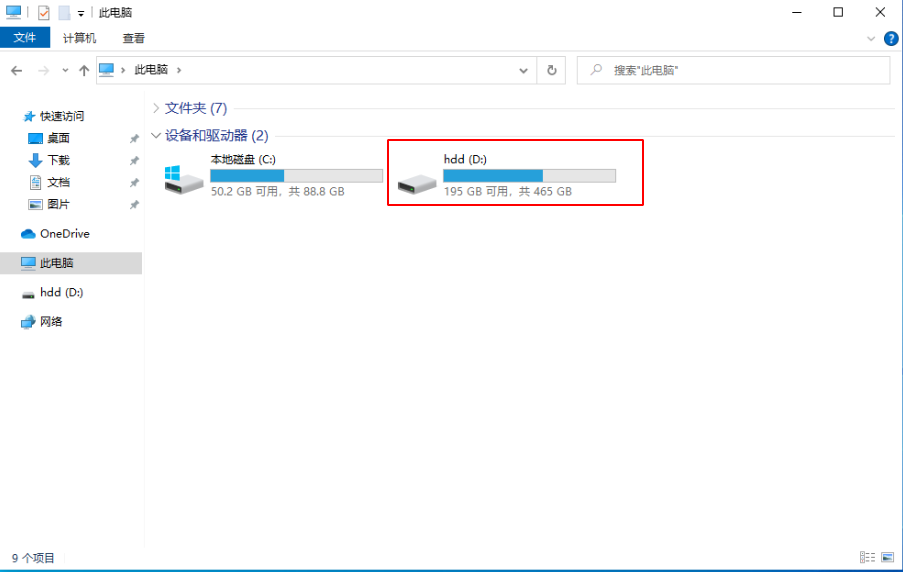 此电脑
文件 计算机 查看
此电脑
搜索"此电脑"
快速访问
桌面
下载
文档
图片
OneDrive
此电脑
hdd (D:)
网络
文件夹 (7)
设备和驱动器 (2)
本地磁盘 (C:)
50.2 GB 可用，共 88.8 GB
hdd (D:)
195 GB 可用，共 465 GB
9 个项目